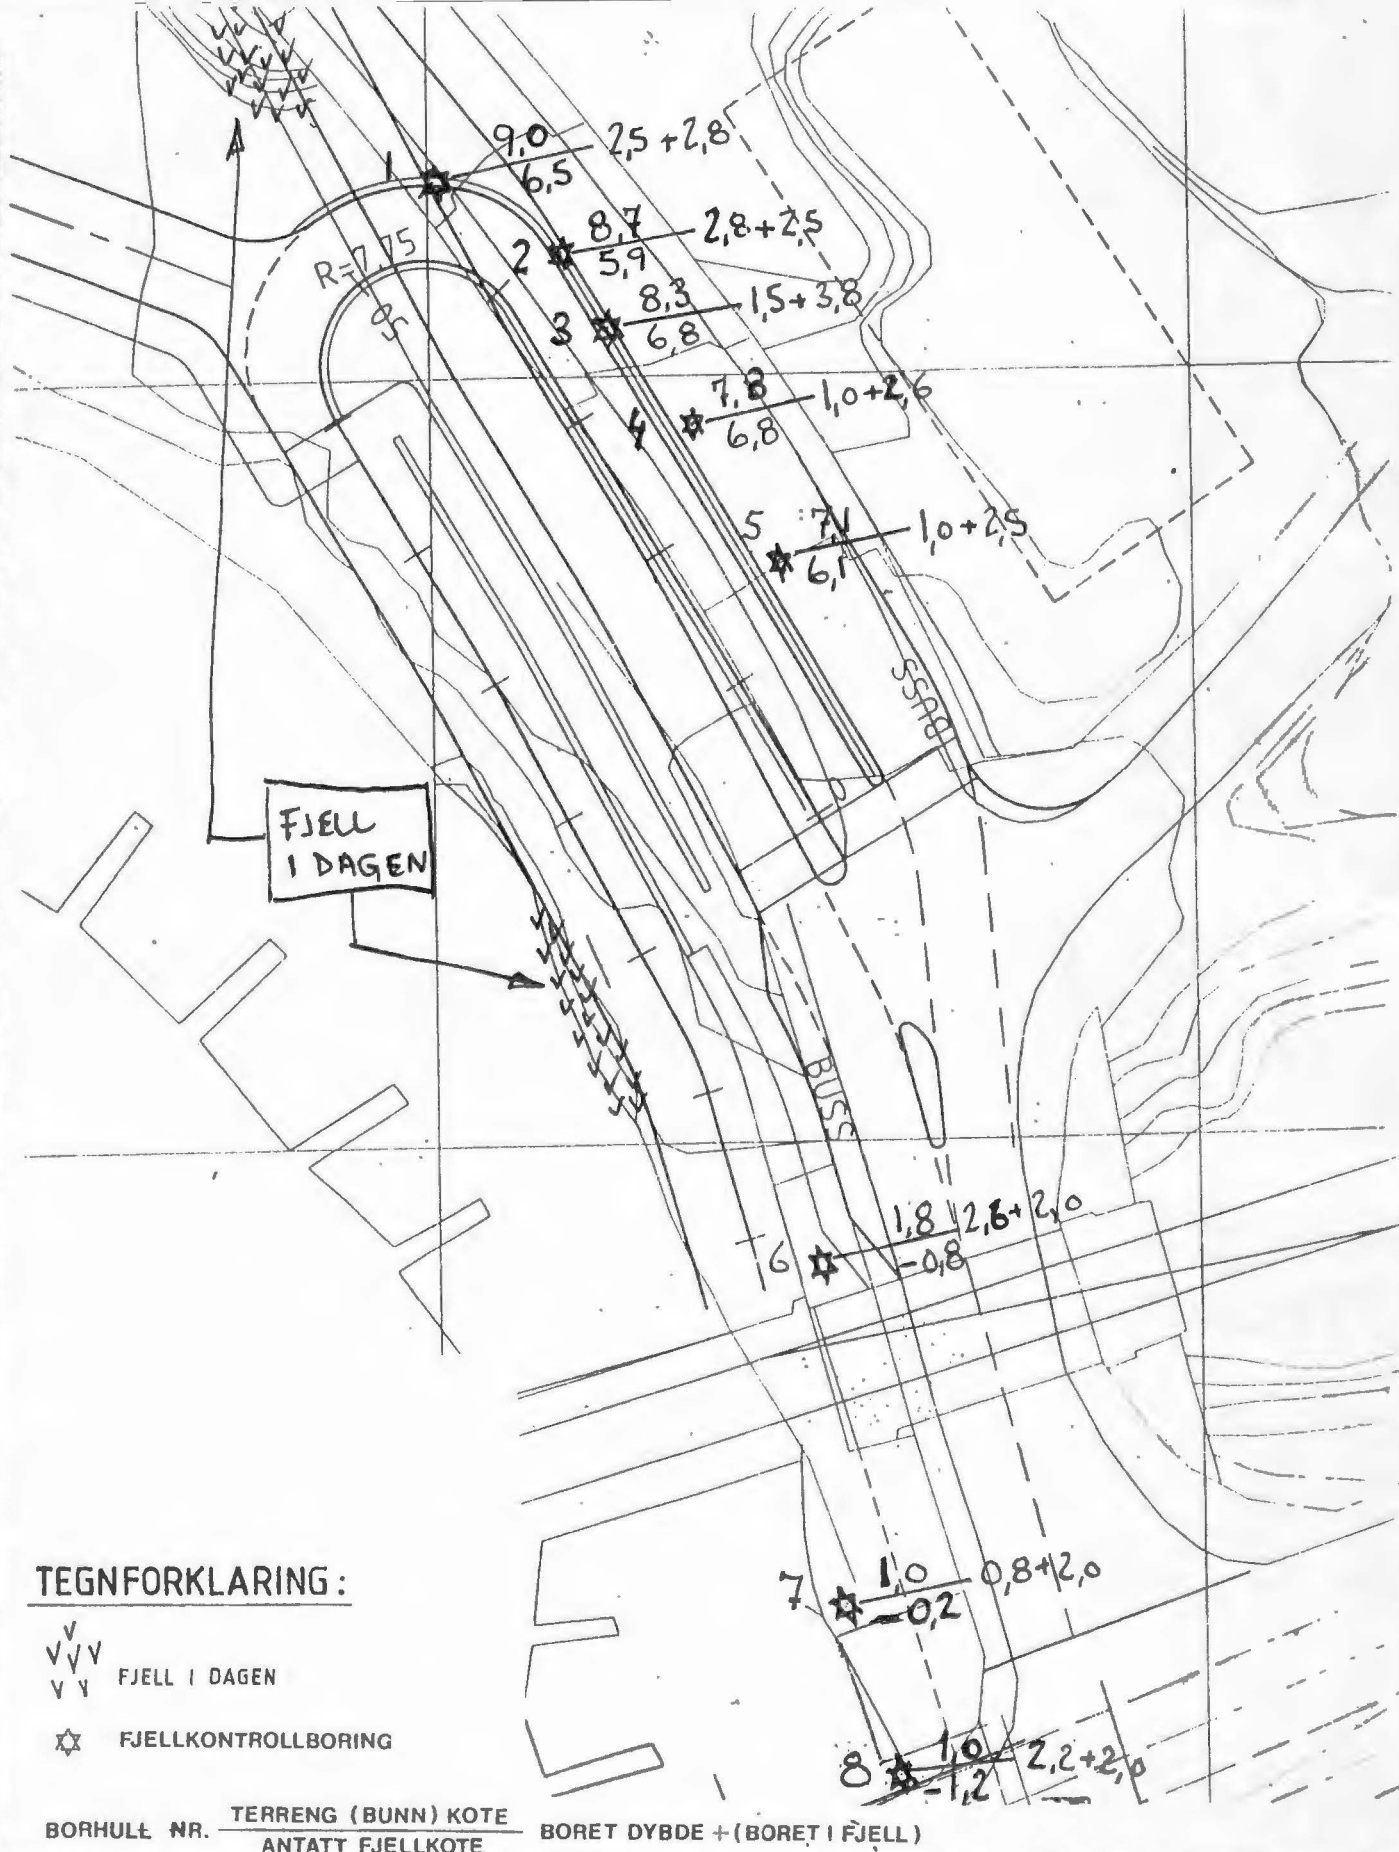 1 9,0 2,5 + 2,8
6,5
2 8,7 2,8 + 2,5
5,9
R=7,75
3 8,3 1,5 + 3,8
6,8
4 7,8 1,0 + 2,6
6,8
5 7,1 1,0 + 2,5
6,1
BUSS
FJELL
I DAGEN
BUSS
6 1,8 2,6 + 2,0
-0,8
7 1,0 0,8 + 2,0
-0,2
8 1,0 2,2 + 2,0
-1,2
TEGNFORKLARING:
FJELL I DAGEN
FJELLKONTROLLBORING
BORHULL NR. TERRENG (BUNN) KOTE BORET DYBDE + (BORET I FJELL)
ANTATT FJELLKOTE